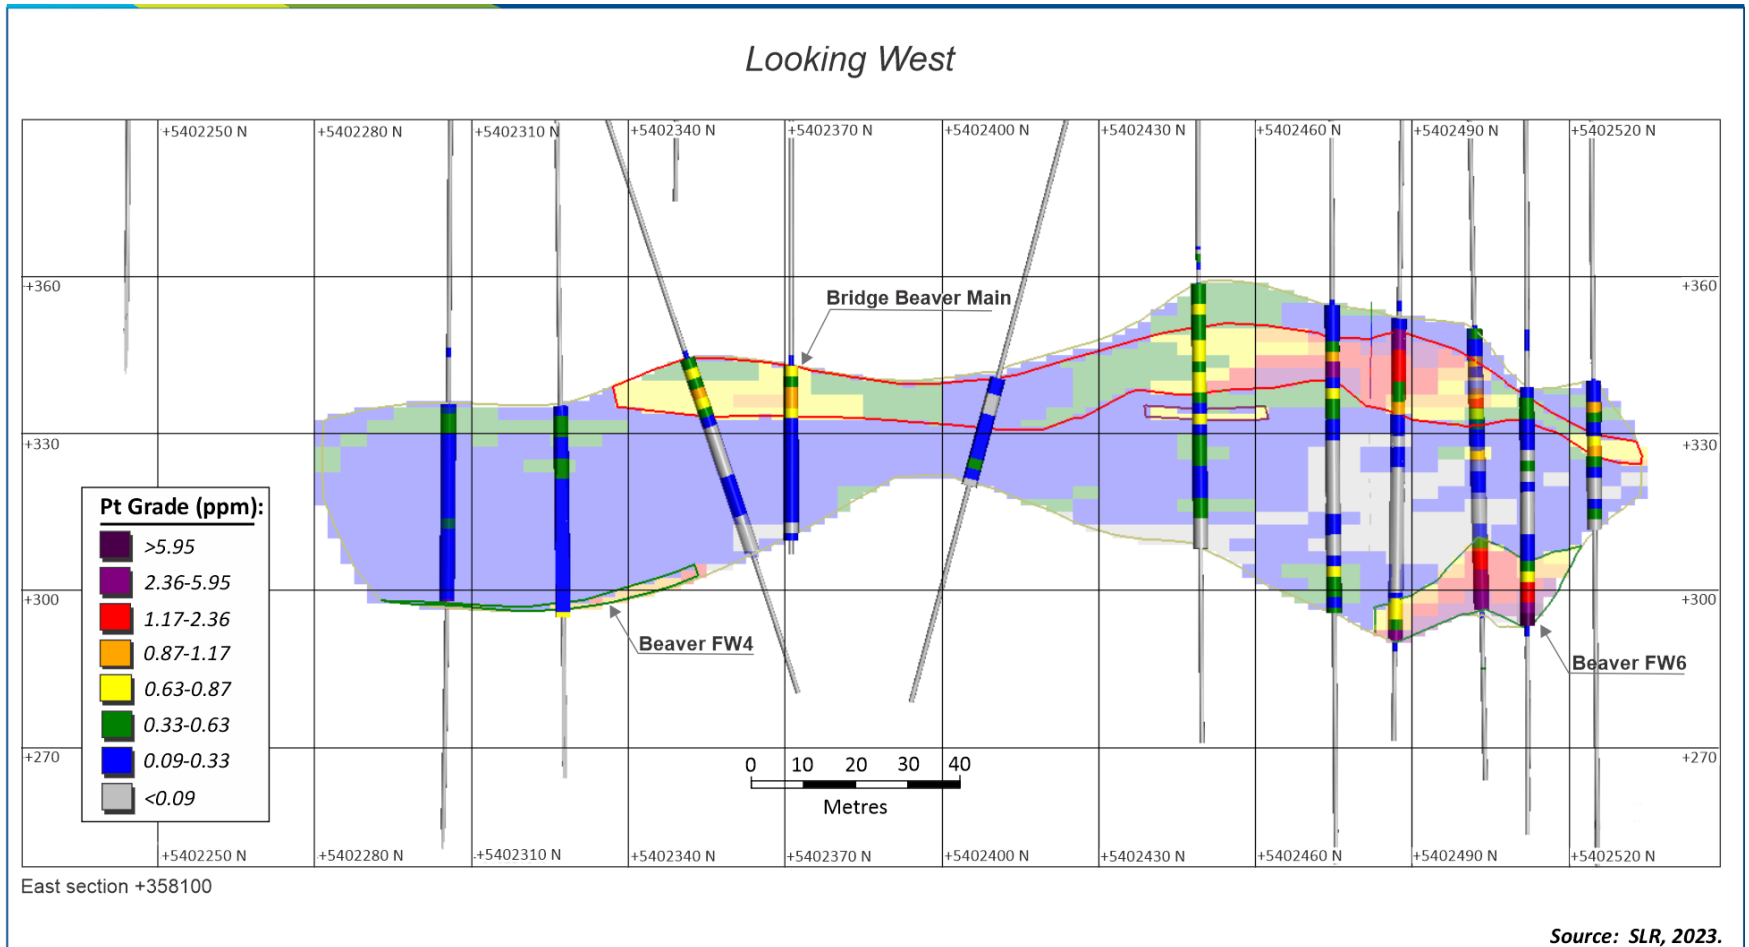 Looking West
+5402250 N
+5402280 N
+5402310 N
+5402340 N
+5402370 N
+5402400 N
+5402430 N
+5402460 N
+5402490 N
+5402520 N
+360
+360
Bridge Beaver Main
+330
+330
Pt Grade (ppm):
>5.95
2.36-5.95
1.17-2.36
0.87-1.17
0.63-0.87
0.33-0.63
0.09-0.33
<0.09
+300
+300
Beaver FW4
Beaver FW6
+270
+270
0 10 20 30 40
Metres
+5402250 N
+5402280 N
+5402310 N
+5402340 N
+5402370 N
+5402400 N
+5402430 N
+5402460 N
+5402490 N
+5402520 N
East section +358100
Source: SLR, 2023.